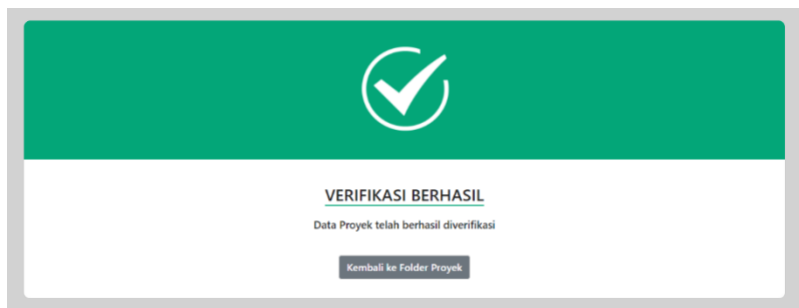 VERIFIKASI BERHASIL
Data Proyek telah berhasil diverifikasi
Kembali ke Folder Proyek